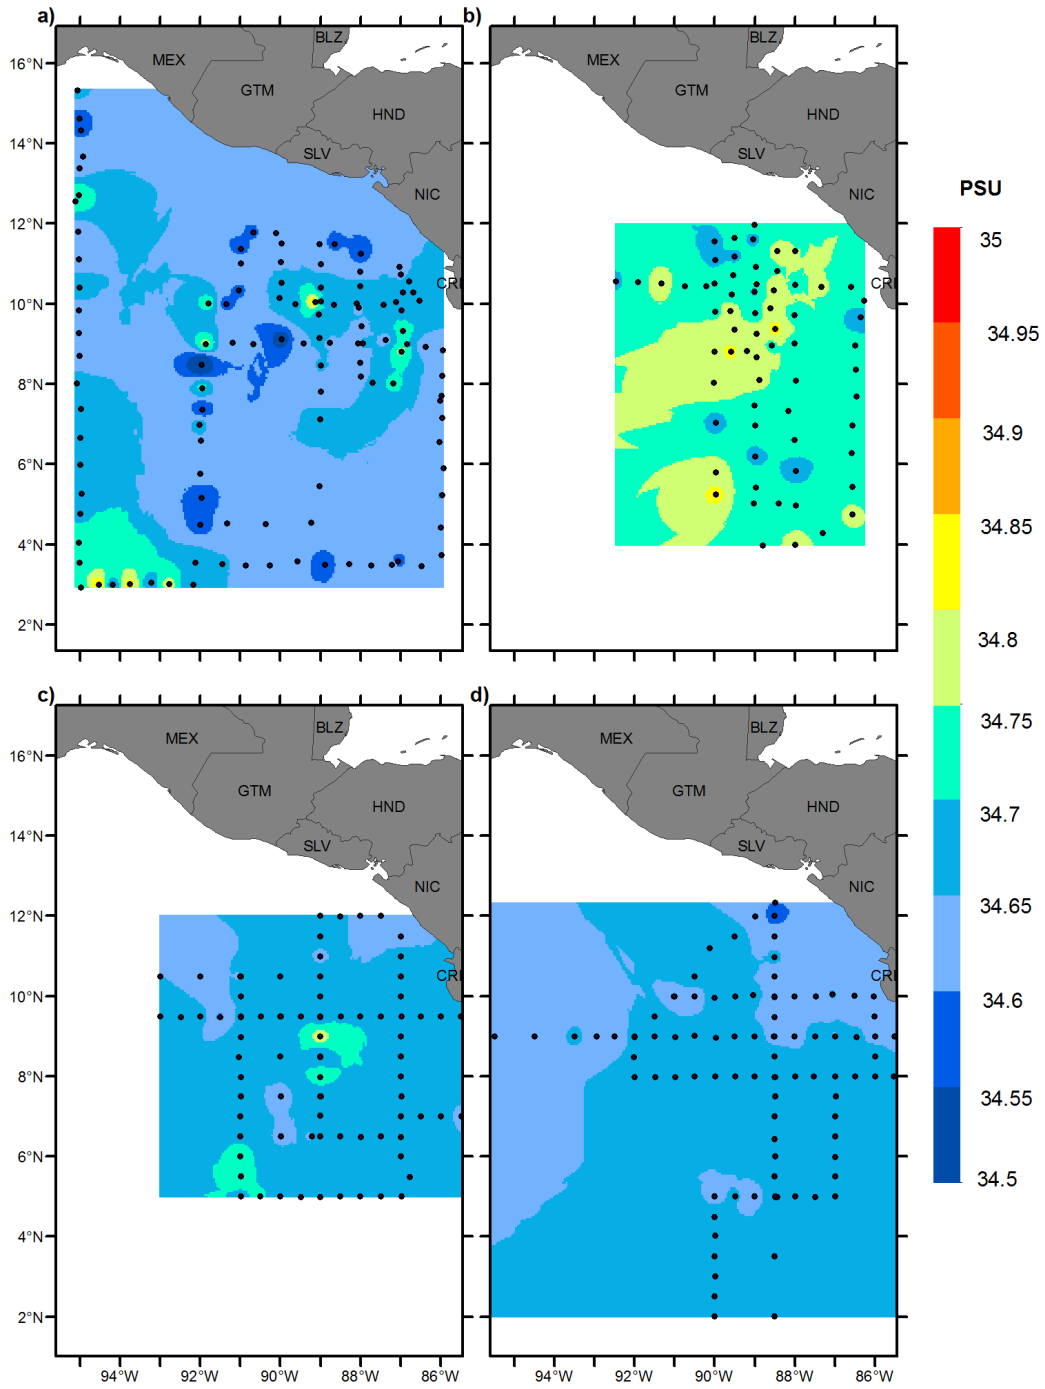 a)
b)
BLZ
MEX
GTM
HND
SLV
NIC
CRI
16°N
14°N
12°N
10°N
8°N
6°N
4°N
2°N
BLZ
MEX
GTM
HND
SLV
NIC
CRI
PSU
35
34.95
34.9
34.85
34.8
34.75
34.7
34.65
34.6
34.55
34.5
c)
d)
BLZ
MEX
GTM
HND
SLV
NIC
CRI
16°N
14°N
12°N
10°N
8°N
6°N
4°N
2°N
94°W
92°W
90°W
88°W
86°W
BLZ
MEX
GTM
HND
SLV
NIC
CRI
94°W
92°W
90°W
88°W
86°W